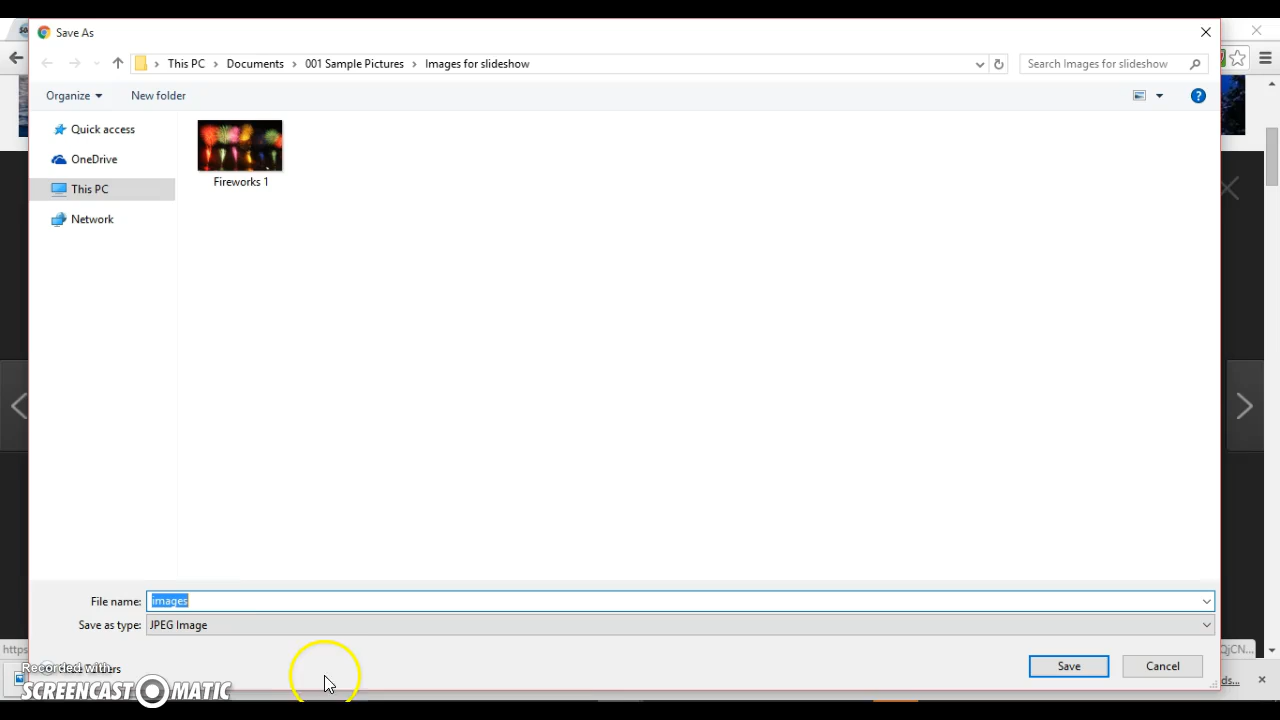 Save As
This PC > Documents > 001 Sample Pictures > Images for slideshow
Search Images for slideshow
Organize
New folder
Quick access
OneDrive
This PC
Network
Fireworks 1
File name: images
Save as type: JPEG Image
Save
Cancel
Recorded with
SCREENCAST MATIC